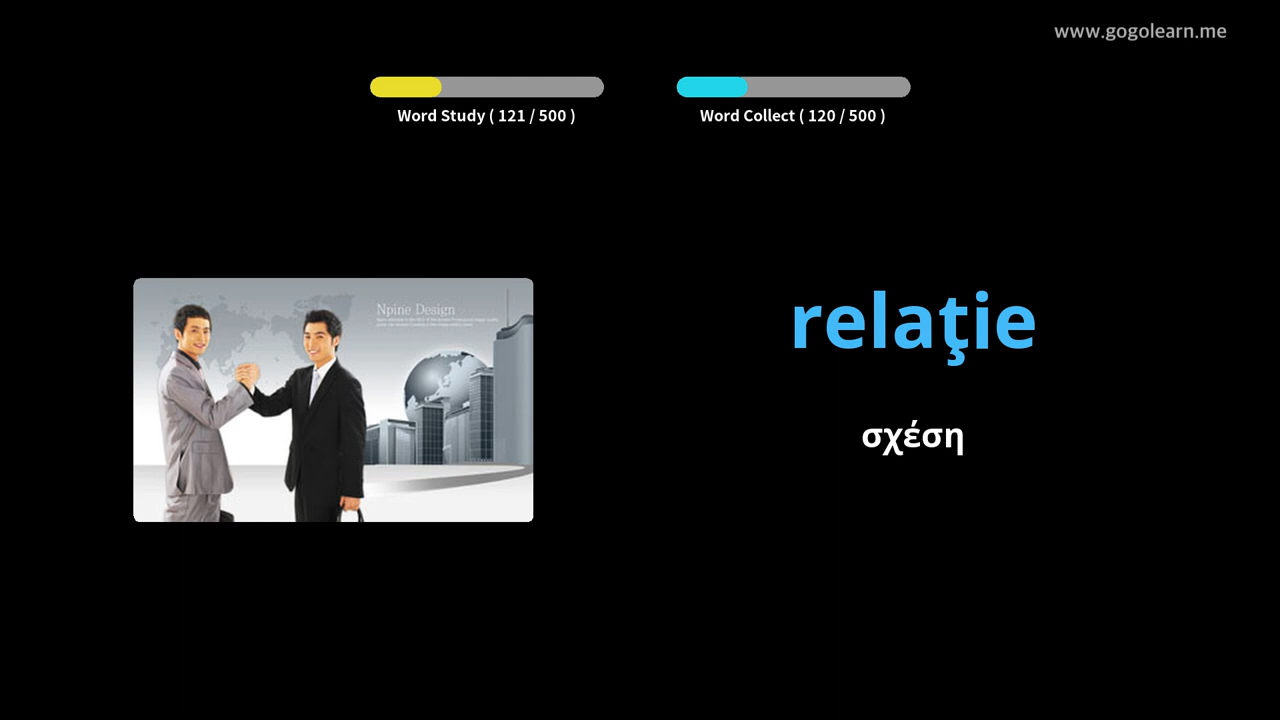 www.gogolearn.me
Word Study ( 121 / 500 )
Word Collect ( 120 / 500 )
Npine Design
relaţie
σχέση